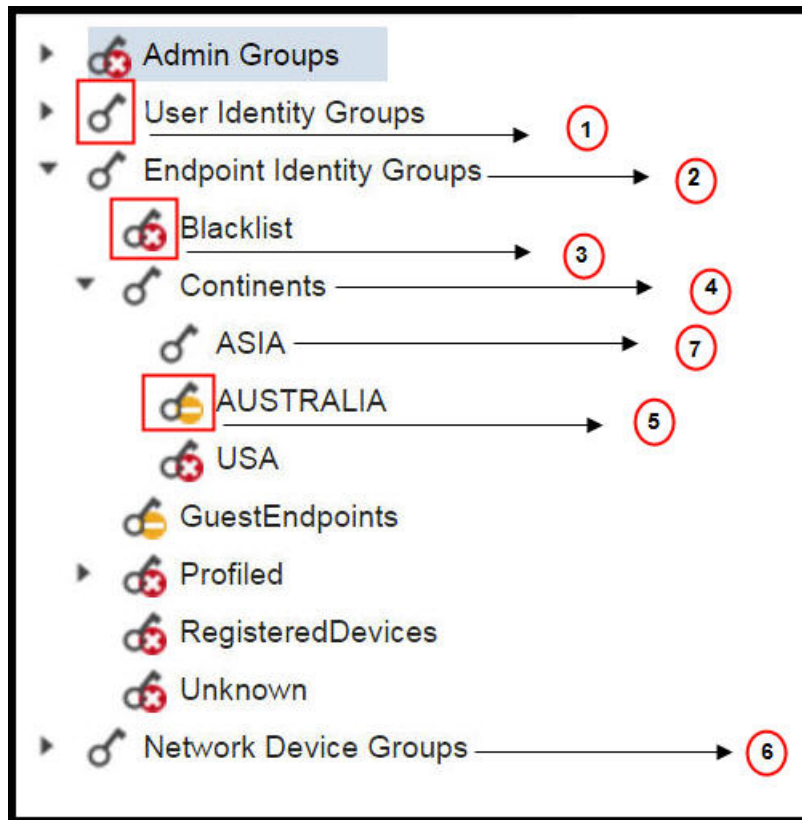 Admin Groups
User Identity Groups 1
Endpoint Identity Groups 2
Blacklist 3
Continents 4
ASIA 7
AUSTRALIA 5
USA
GuestEndpoints
Profiled
RegisteredDevices
Unknown
Network Device Groups 6